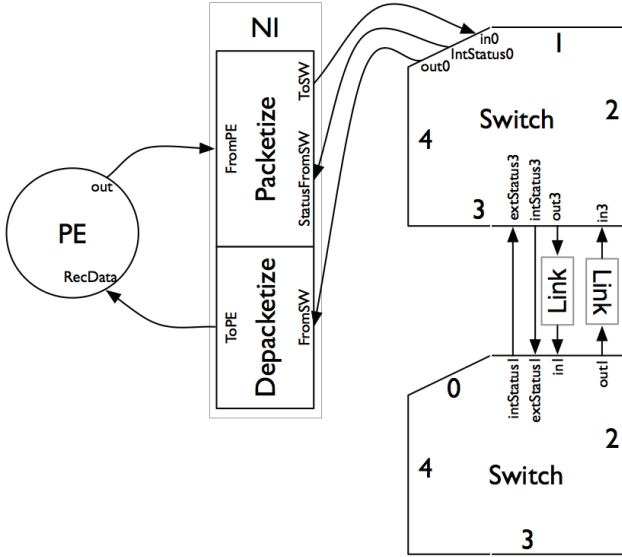 NI
in0
IntStatus0
out0
1
2
Switch
4
3
ToSW
FromPE
Packetize
StatusFromSW
out
PE
RecData
ToPE
Depacketize
FromSW
extStatus3
intStatus3
out3
in3
Link
Link
intStatus1
extStatus1
in1
out1
0
2
4
Switch
3